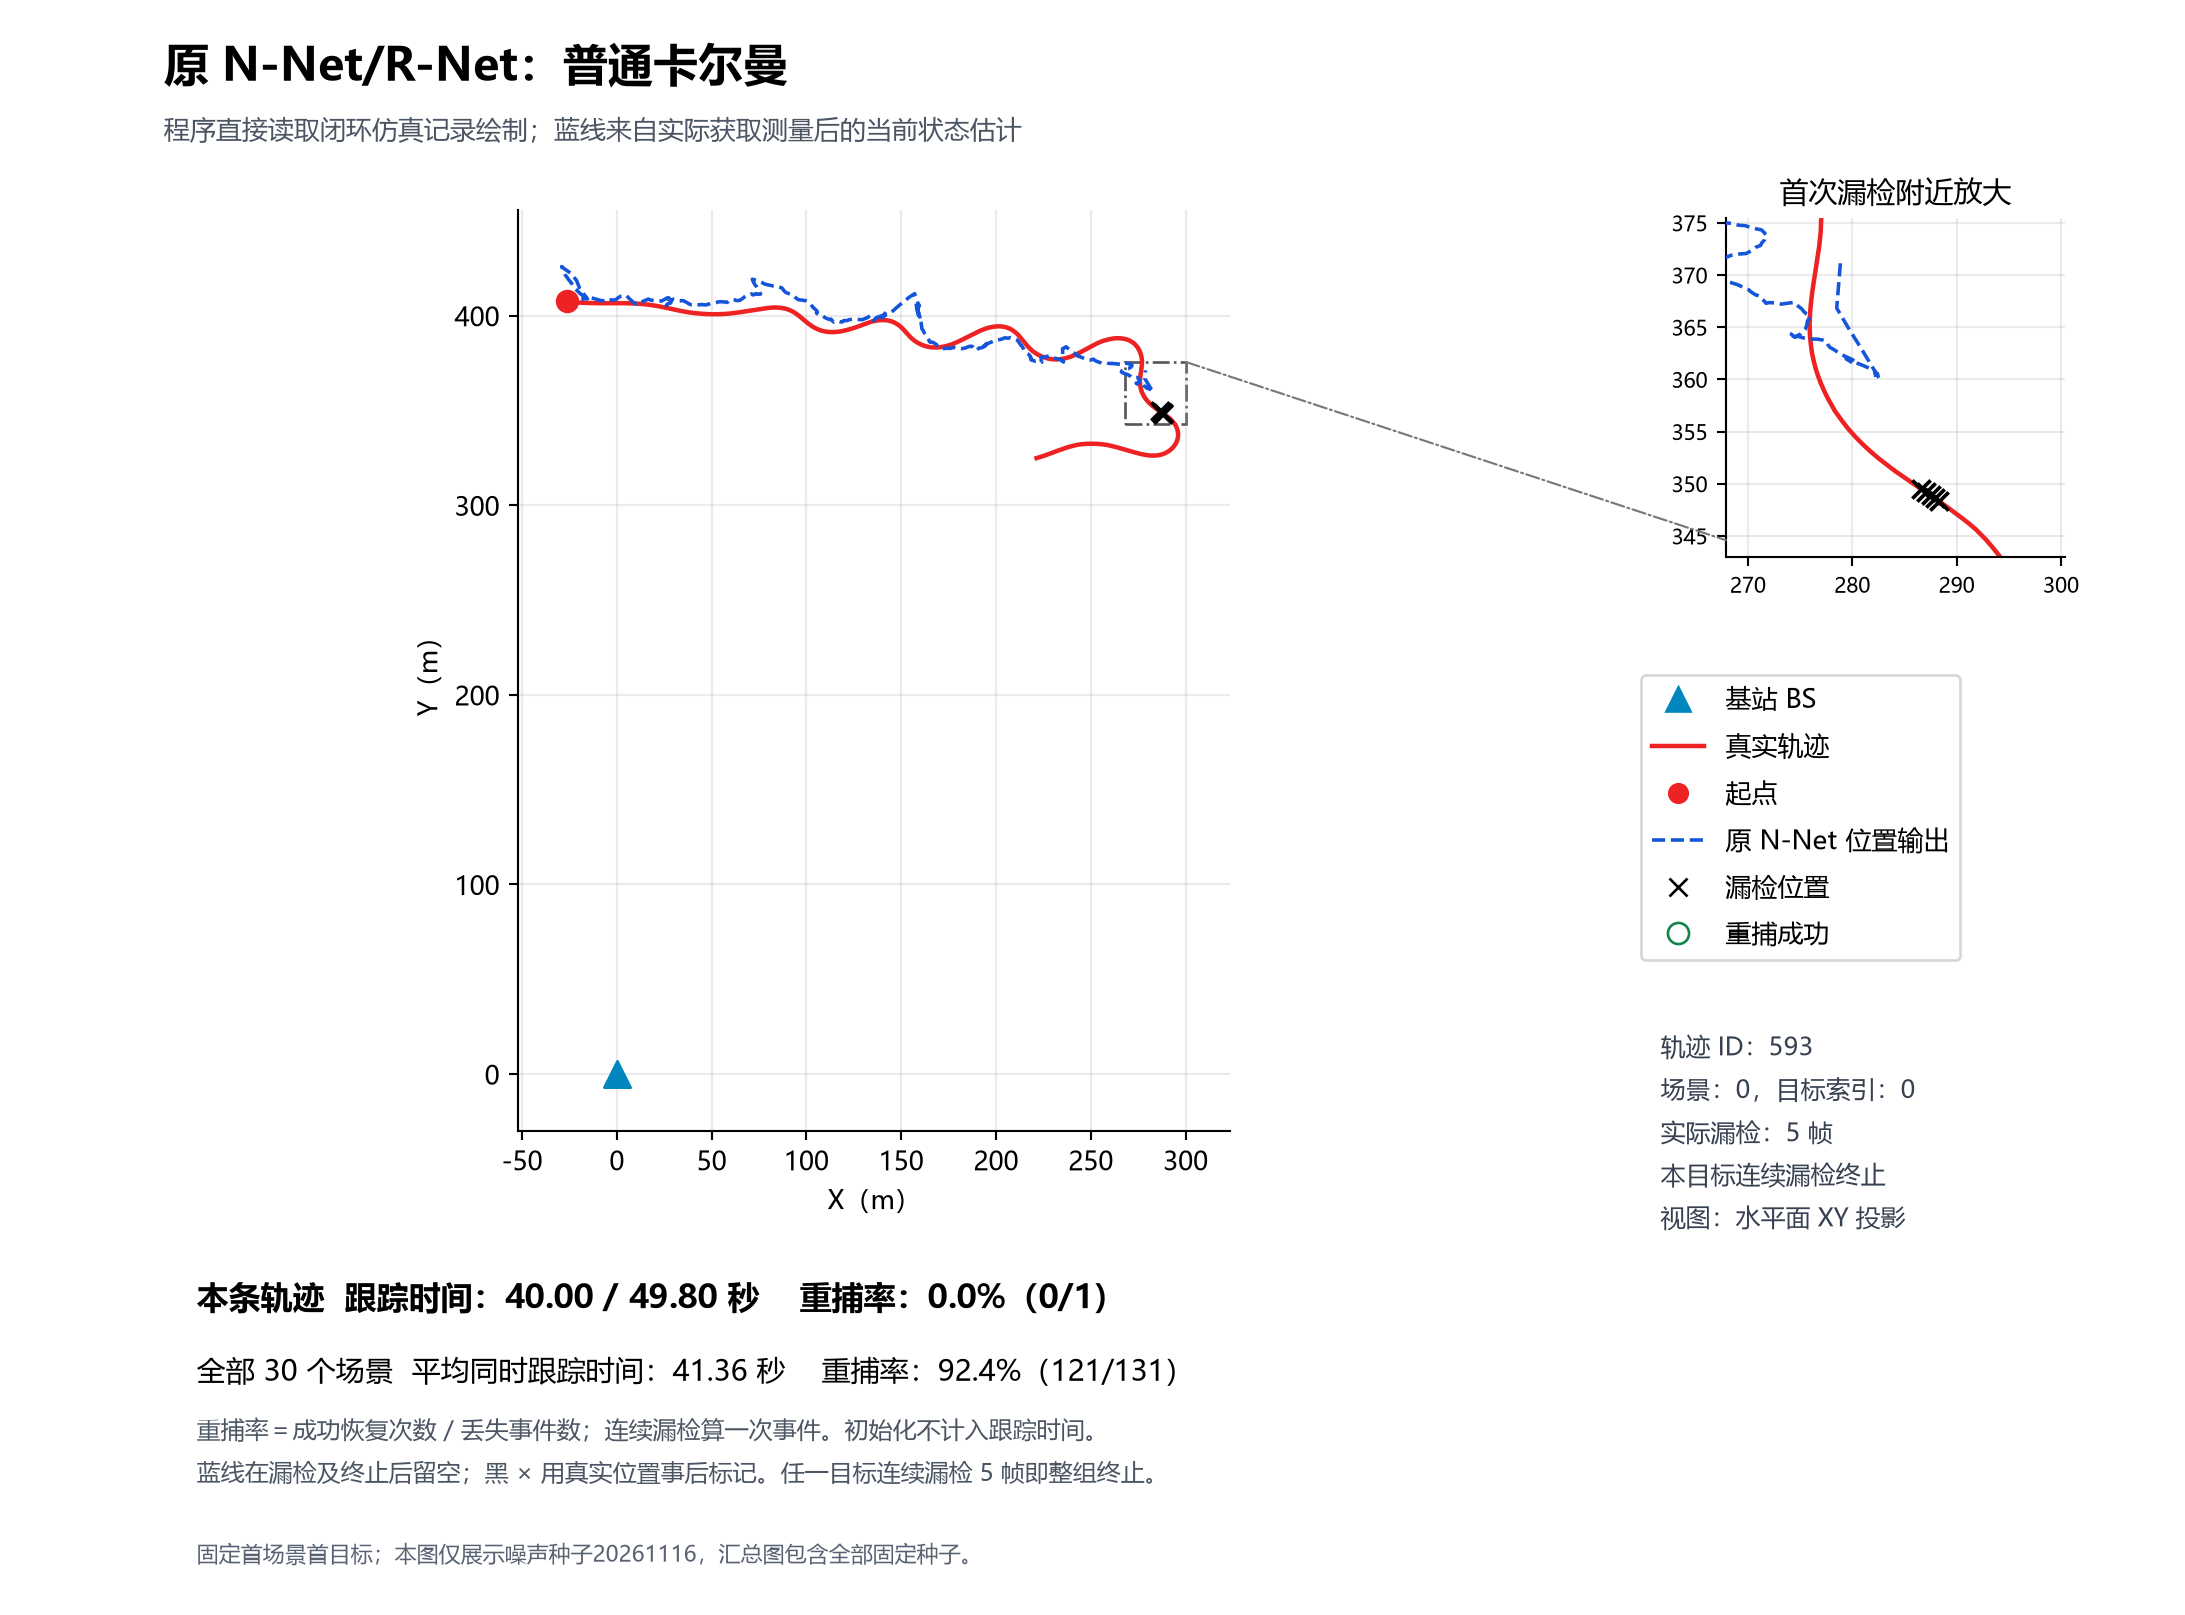 原 N-Net/R-Net：普通卡尔曼
程序直接读取闭环仿真记录绘制；蓝线来自实际获取测量后的当前状态估计
首次漏检附近放大
375
370
365
360
355
350
345
270 280 290 300
400
300
200
100
0
Y（m）
-50 0 50 100 150 200 250 300
X（m）
基站 BS
真实轨迹
起点
原 N-Net 位置输出
漏检位置
重捕成功
轨迹 ID：593
场景：0，目标索引：0
实际漏检：5 帧
本目标连续漏检终止
视图：水平面 XY 投影
本条轨迹 跟踪时间：40.00 / 49.80 秒 重捕率：0.0%（0/1）
全部 30 个场景 平均同时跟踪时间：41.36 秒 重捕率：92.4%（121/131）
重捕率 = 成功恢复次数 / 丢失事件数；连续漏检算一次事件。初始化不计入跟踪时间。
蓝线在漏检及终止后留空；黑 × 用真实位置事后标记。任一目标连续漏检 5 帧即整组终止。
固定首场景首目标；本图仅展示噪声种子20261116，汇总图包含全部固定种子。